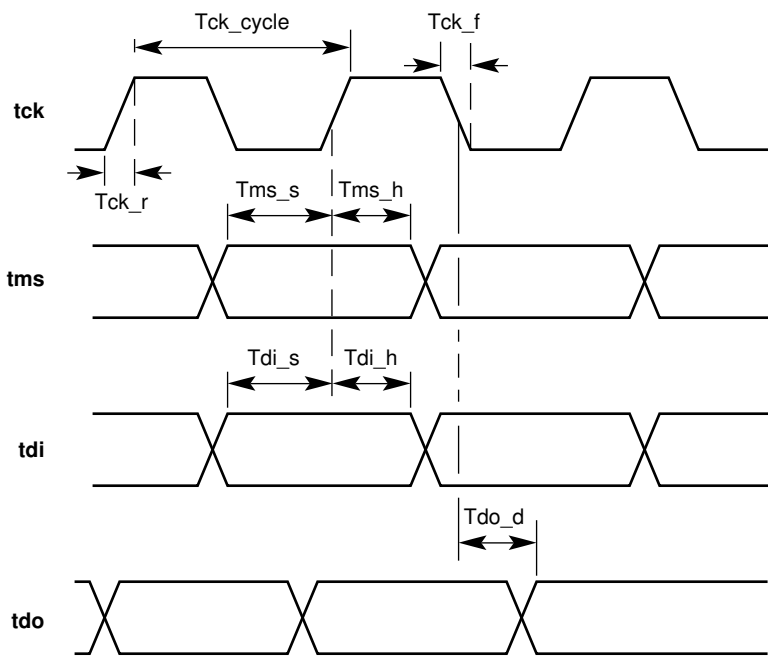 Tck_cycle
Tck_f
tck
Tck_r
Tms_s
Tms_h
tms
Tdi_s
Tdi_h
tdi
Tdo_d
tdo